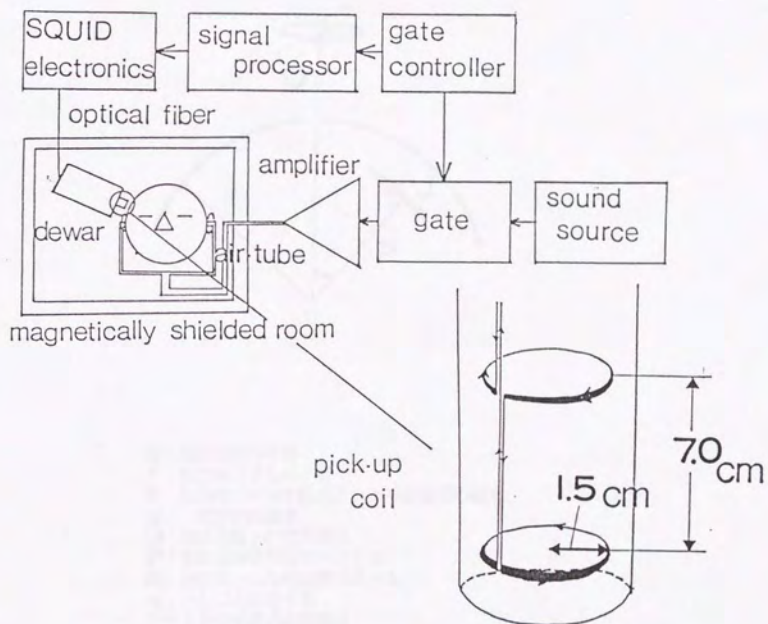 SQUID
electronics
signal
processor
gate
controller
optical fiber
amplifier
gate
sound
source
dewar
air-tube
magnetically shielded room
pick-up
coil
1.5 cm
7.0
cm